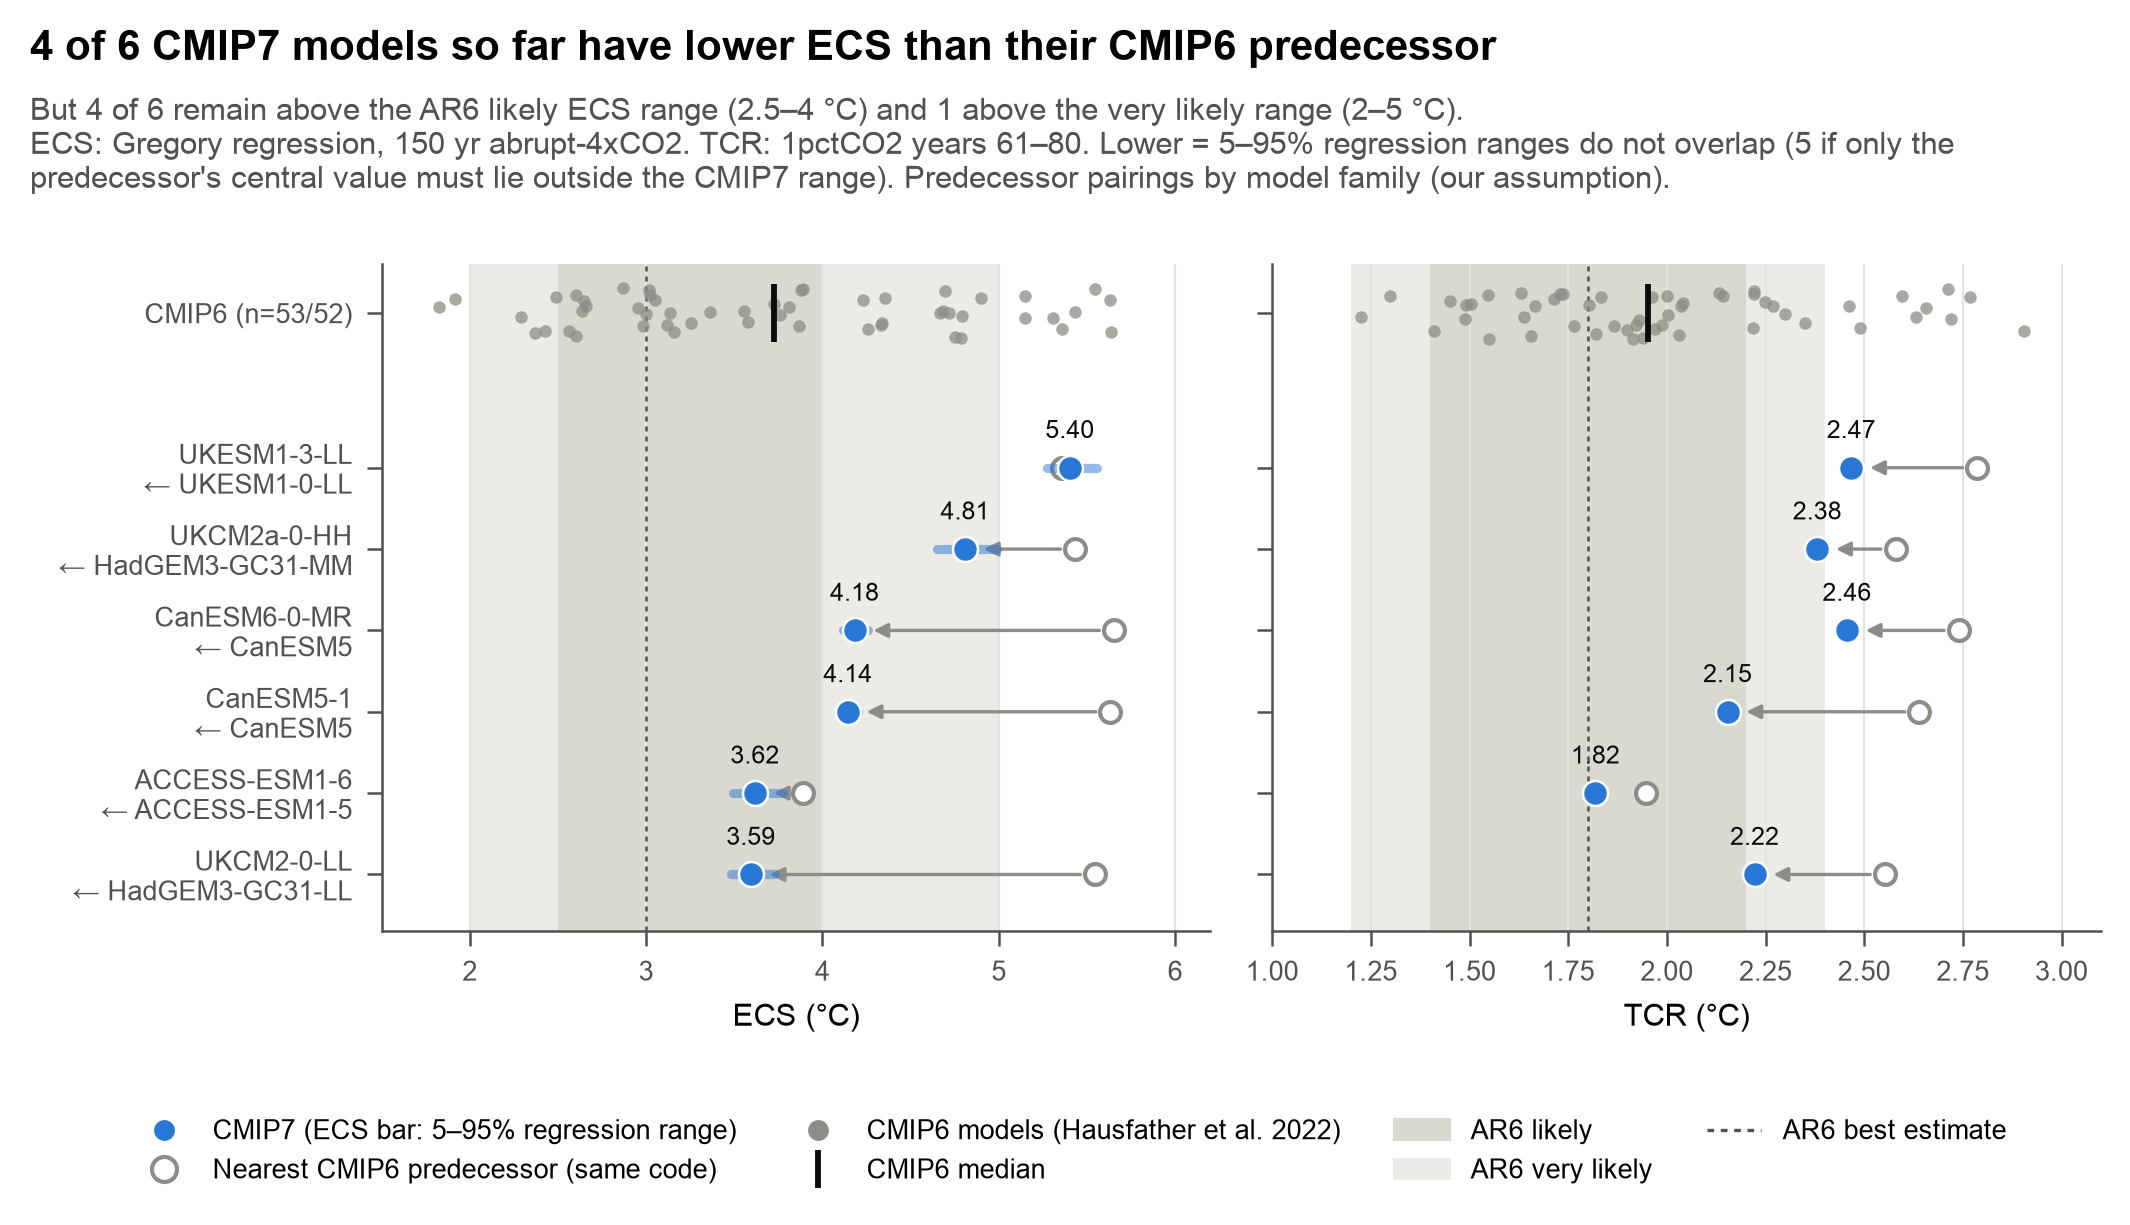 4 of 6 CMIP7 models so far have lower ECS than their CMIP6 predecessor
But 4 of 6 remain above the AR6 likely ECS range (2.5–4 °C) and 1 above the very likely range (2–5 °C).
ECS: Gregory regression, 150 yr abrupt-4xCO2. TCR: 1pctCO2 years 61–80. Lower = 5–95% regression ranges do not overlap (5 if only the
predecessor's central value must lie outside the CMIP7 range). Predecessor pairings by model family (our assumption).
CMIP6 (n=53/52)
UKESM1-3-LL
← UKESM1-0-LL
5.40
2.47
UKCM2a-0-HH
← HadGEM3-GC31-MM
4.81
2.38
CanESM6-0-MR
← CanESM5
4.18
2.46
CanESM5-1
← CanESM5
4.14
2.15
ACCESS-ESM1-6
← ACCESS-ESM1-5
3.62
1.82
UKCM2-0-LL
← HadGEM3-GC31-LL
3.59
2.22
2 3 4 5 6
ECS (°C)
1.00 1.25 1.50 1.75 2.00 2.25 2.50 2.75 3.00
TCR (°C)
CMIP7 (ECS bar: 5–95% regression range)
Nearest CMIP6 predecessor (same code)
CMIP6 models (Hausfather et al. 2022)
CMIP6 median
AR6 likely
AR6 very likely
AR6 best estimate